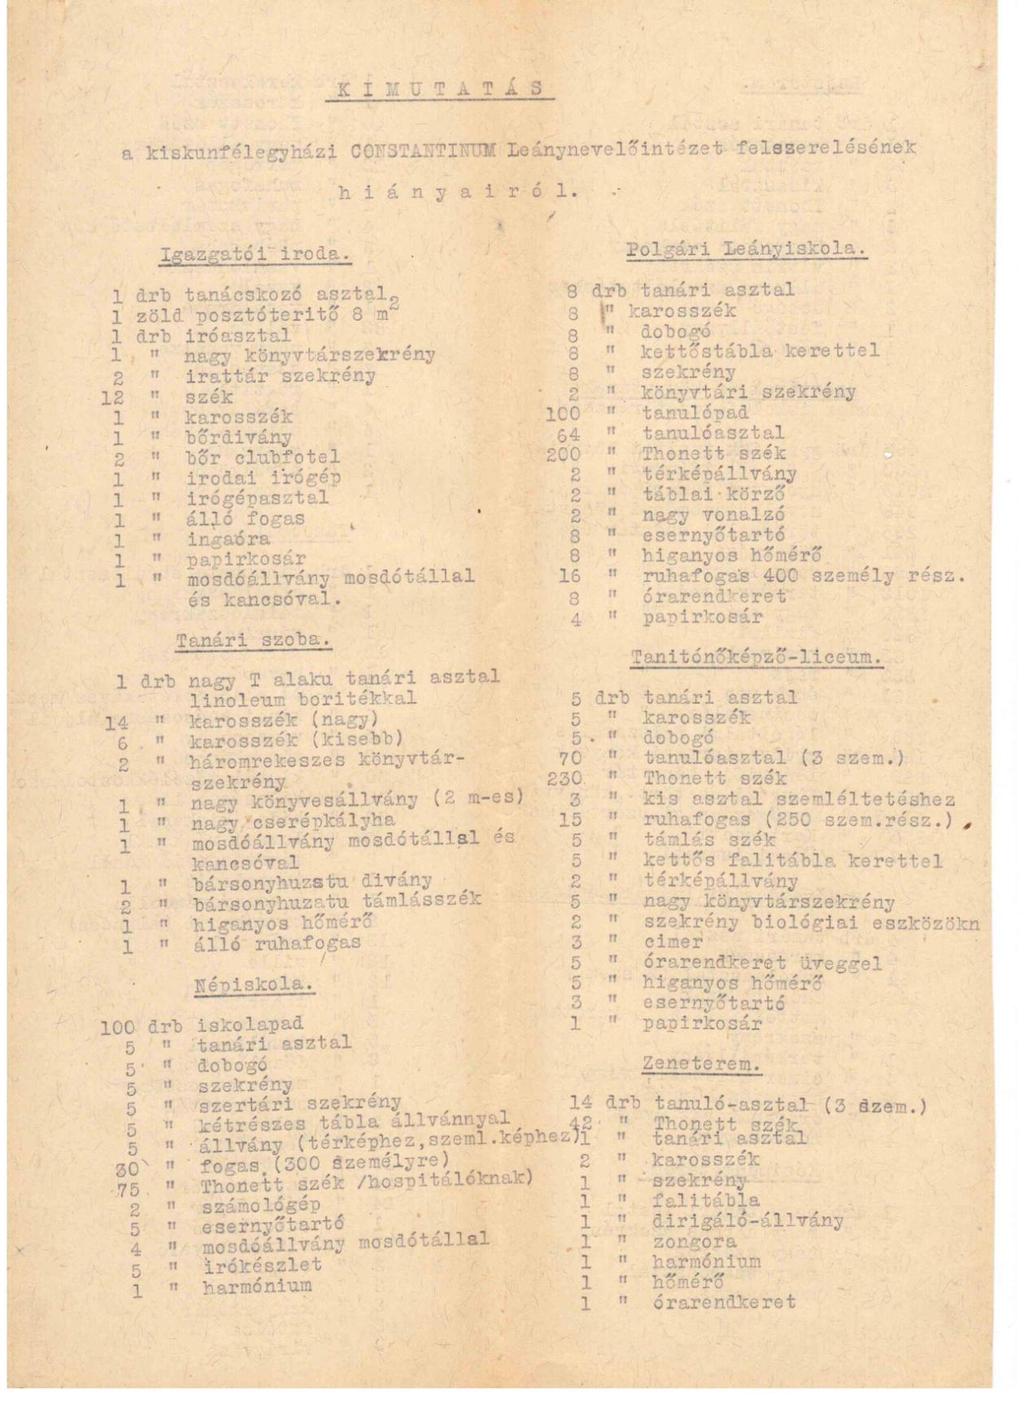 KIMUTATÁS
a kiskunfélegyházi CONSTANTINUM Leánynevelőintézet felszerelésének
hiányairól.
Igazgatói iroda.
1 drb tanácskozó asztal
1 zöld posztóteritő 8 m2
1 drb iróasztal
1 " nagy könyvtárszekrény
2 " irattár szekrény
12 " szék
1 " karosszék
1 " bőrdivány
2 " bőr clubfotel
1 " irodai irógép
1 " irógépasztal
1 " álló fogas
1 " ingaóra
1 " papirkosár
1 " mosdóállvány mosdótállal
és kancsóval.
Tanári szoba.
1 drb nagy T alaku tanári asztal
linoleum boritékkal
14 " karosszék (nagy)
6 " karosszék (kisebb)
2 " háromrekeszes könyvtár-
szekrény
1 " nagy könyvesállvány (2 m-es)
1 " nagy cserépkályha
1 " mosdóállvány mosdótállal és
kancsóval
1 " bársonyhuzatu divány
2 " bársonyhuzatu támlásszék
1 " higanyos hőmérő
1 " álló ruhafogas
Népiskola.
100 drb iskolapad
5 " tanári asztal
5 " dobogó
5 " szekrény
5 " szertári szekrény
5 " kétrészes tábla állvánnyal
5 " állvány (térképhez,szeml.képhez)
30 " fogas (300 személyre)
75 " Thonett szék /hospitálóknak)
2 " számológép
5 " esernyőtartó
4 " mosdóállvány mosdótállal
5 " irókészlet
1 " harmónium
Polgári Leányiskola.
8 drb tanári asztal
8 " karosszék
8 " dobogó
8 " kettőstábla kerettel
8 " szekrény
2 " könyvtári szekrény
100 " tanulópad
64 " tanulóasztal
200 " Thonett szék
2 " térképállvány
2 " táblai körző
2 " nagy vonalzó
8 " esernyőtartó
8 " higanyos hőmérő
16 " ruhafogas 400 személy rész.
8 " órarendkeret
4 " papirkosár
Tanitónőképző-liceum.
5 drb tanári asztal
5 " karosszék
5 " dobogó
70 " tanulóasztal (3 szem.)
230 " Thonett szék
3 " kis asztal szemléltetéshez
15 " ruhafogas (250 szem.rész.)
5 " támlás szék
5 " kettős falitábla kerettel
2 " térképállvány
5 " nagy könyvtárszekrény
2 " szekrény biológiai eszközökn
3 " cimer
5 " órarendkeret üveggel
5 " higanyos hőmérő
3 " esernyőtartó
1 " papirkosár
Zeneterem.
14 drb tanuló-asztal (3 szem.)
42 " Thonett szék
1 " tanári asztal
2 " karosszék
1 " szekrény
1 " falitábla
1 " dirigáló-állvány
1 " zongora
1 " harmónium
1 " hőmérő
1 " órarendkeret